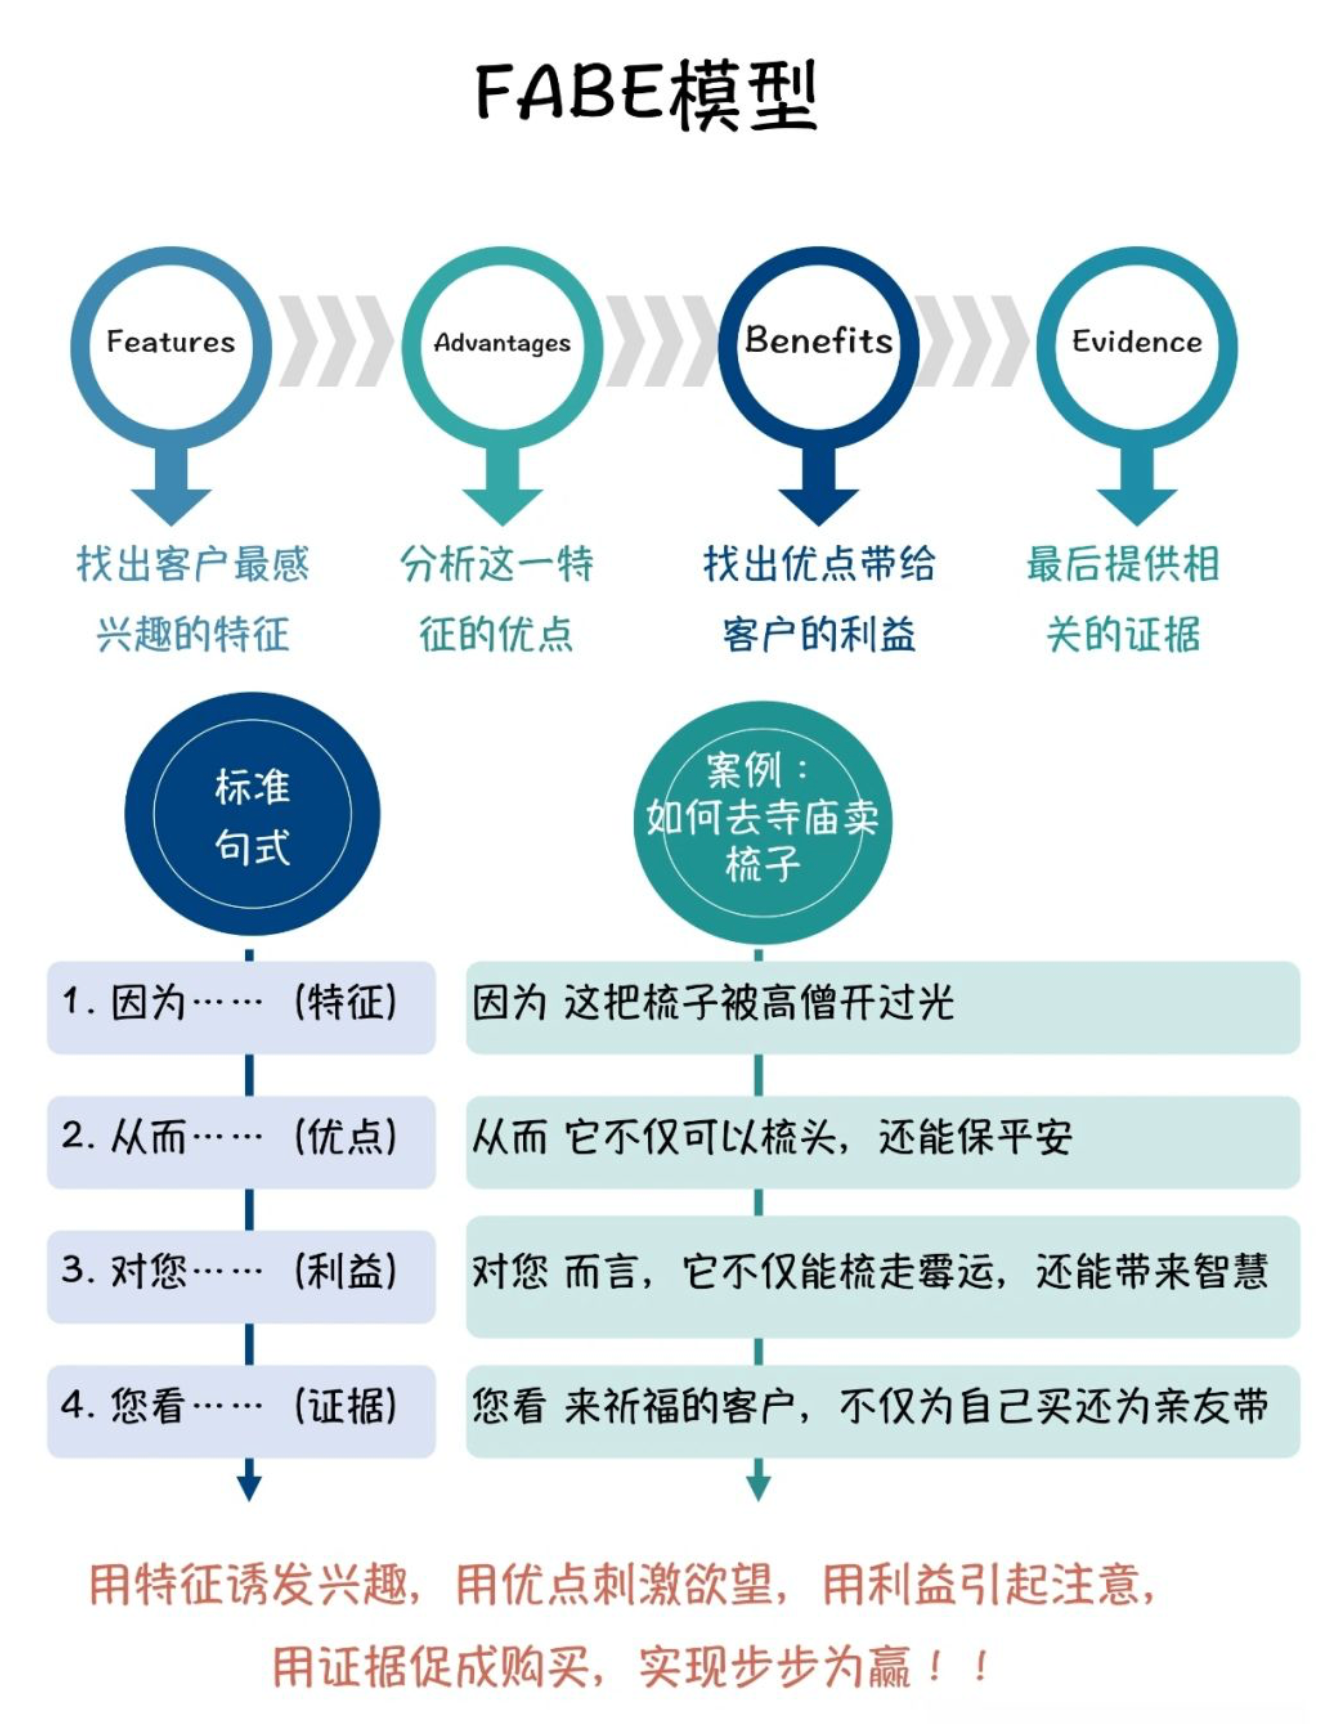 FABE模型
Features
Advantages
Benefits
Evidence
找出客户最感
兴趣的特征
分析这一特
征的优点
找出优点带给
客户的利益
最后提供相
关的证据
标准
句式
案例：
如何去寺庙卖
梳子
1. 因为…… (特征)
因为 这把梳子被高僧开过光
2. 从而…… (优点)
从而 它不仅可以梳头，还能保平安
3. 对您…… (利益)
对您 而言，它不仅能梳走霉运，还能带来智慧
4. 您看…… (证据)
您看 来祈福的客户，不仅为自己买还为亲友带
用特征诱发兴趣，用优点刺激欲望，用利益引起注意，
用证据促成购买，实现步步为赢！！